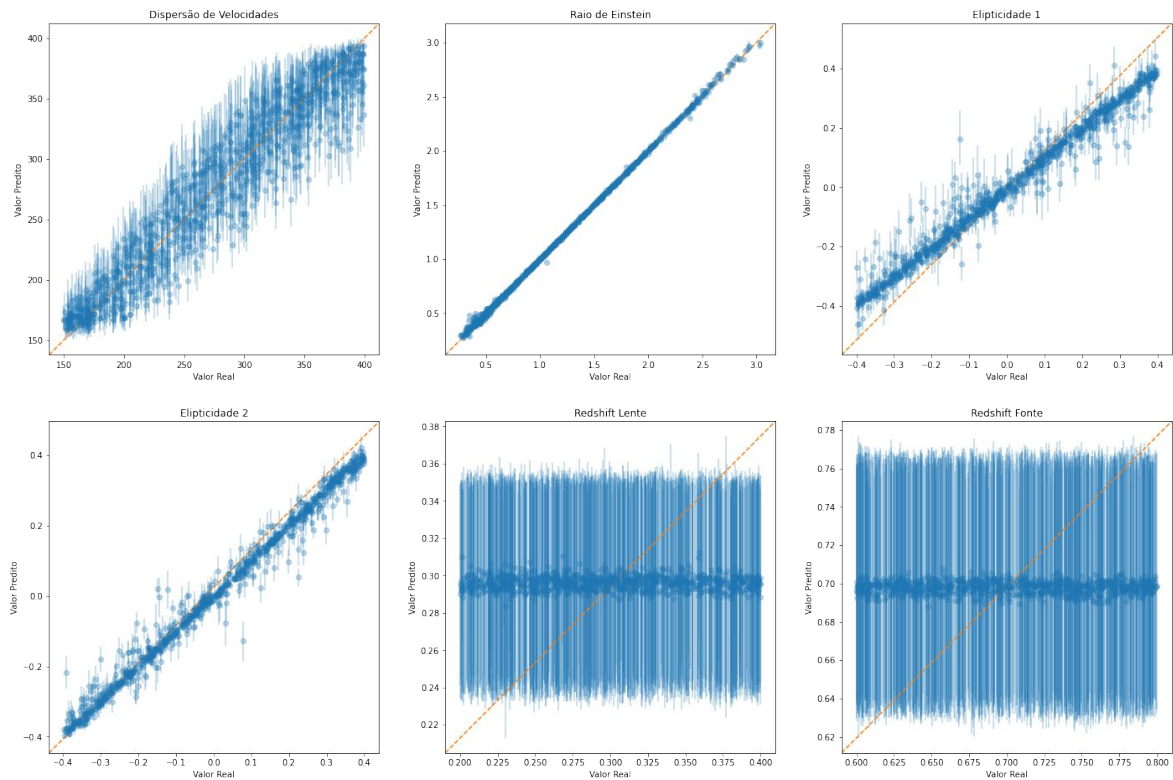 Dispersão de Velocidades
400
350
300
250
200
150
Valor Predito
150 200 250 300 350 400
Valor Real
Raio de Einstein
3.0
2.5
2.0
1.5
1.0
0.5
Valor Predito
0.5 1.0 1.5 2.0 2.5 3.0
Valor Real
Elipticidade 1
0.4
0.2
0.0
−0.2
−0.4
Valor Predito
−0.4 −0.3 −0.2 −0.1 0.0 0.1 0.2 0.3 0.4
Valor Real
Elipticidade 2
0.4
0.2
0.0
−0.2
−0.4
Valor Predito
−0.4 −0.3 −0.2 −0.1 0.0 0.1 0.2 0.3 0.4
Valor Real
Redshift Lente
0.38
0.36
0.34
0.32
0.30
0.28
0.26
0.24
0.22
Valor Predito
0.200 0.225 0.250 0.275 0.300 0.325 0.350 0.375 0.400
Valor Real
Redshift Fonte
0.78
0.76
0.74
0.72
0.70
0.68
0.66
0.64
0.62
Valor Predito
0.600 0.625 0.650 0.675 0.700 0.725 0.750 0.775 0.800
Valor Real